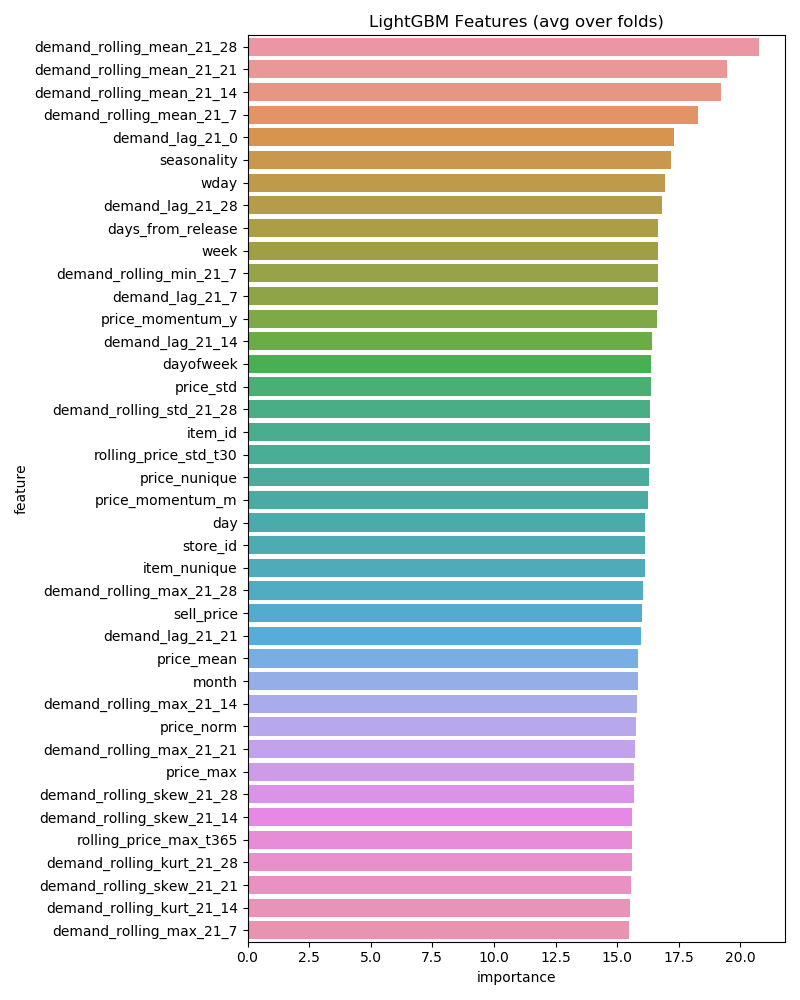 LightGBM Features (avg over folds)
demand_rolling_mean_21_28
demand_rolling_mean_21_21
demand_rolling_mean_21_14
demand_rolling_mean_21_7
demand_lag_21_0
seasonality
wday
demand_lag_21_28
days_from_release
week
demand_rolling_min_21_7
demand_lag_21_7
price_momentum_y
demand_lag_21_14
dayofweek
price_std
demand_rolling_std_21_28
item_id
rolling_price_std_t30
price_nunique
price_momentum_m
day
store_id
item_nunique
demand_rolling_max_21_28
sell_price
demand_lag_21_21
price_mean
month
demand_rolling_max_21_14
price_norm
demand_rolling_max_21_21
price_max
demand_rolling_skew_21_28
demand_rolling_skew_21_14
rolling_price_max_t365
demand_rolling_kurt_21_28
demand_rolling_skew_21_21
demand_rolling_kurt_21_14
demand_rolling_max_21_7
feature
0.0 2.5 5.0 7.5 10.0 12.5 15.0 17.5 20.0
importance